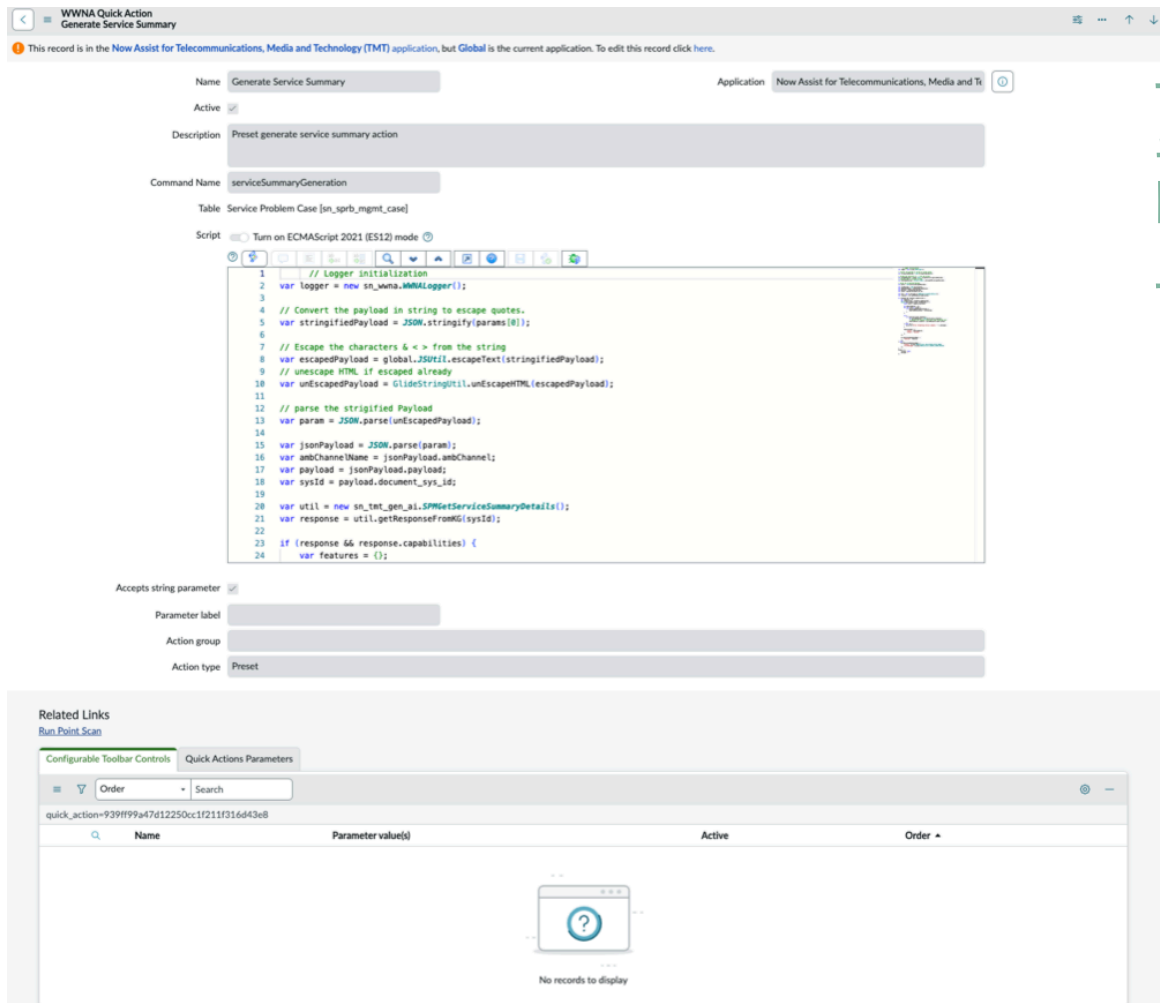 WWNA Quick Action
Generate Service Summary
This record is in the Now Assist for Telecommunications, Media and Technology (TMT) application, but Global is the current application. To edit this record click here.
Name Generate Service Summary
Application Now Assist for Telecommunications, Media and Te
Active
Description Preset generate service summary action
Command Name serviceSummaryGeneration
Table Service Problem Case [sn_sprb_mgmt_case]
Script Turn on ECMAScript 2021 (ES12) mode
1 // Logger initialization
2 var logger = new sn_wwna.WWNALogger();
3
4 // Convert the payload in string to escape quotes.
5 var stringifiedPayload = JSON.stringify(params[0]);
6
7 // Escape the characters & < > from the string
8 var escapedPayload = global.JSUtil.escapeText(stringifiedPayload);
9 // unescape HTML if escaped already
10 var unEscapedPayload = GlideStringUtil.unEscapeHTML(escapedPayload);
11
12 // parse the strigified Payload
13 var param = JSON.parse(unEscapedPayload);
14
15 var jsonPayload = JSON.parse(param);
16 var ambChannelName = jsonPayload.ambChannel;
17 var payload = jsonPayload.payload;
18 var sysId = payload.document_sys_id;
19
20 var util = new sn_tmt_gen_ai.SPMGetServiceSummaryDetails();
21 var response = util.getResponseFromKG(sysId);
22
23 if (response && response.capabilities) {
24 var features = {};
Accepts string parameter
Parameter label
Action group
Action type Preset
Related Links
Run Point Scan
Configurable Toolbar Controls Quick Actions Parameters
Order Search
quick_action=939ff99a47d12250cc1f211f316d43e8
Name Parameter value(s) Active Order
No records to display